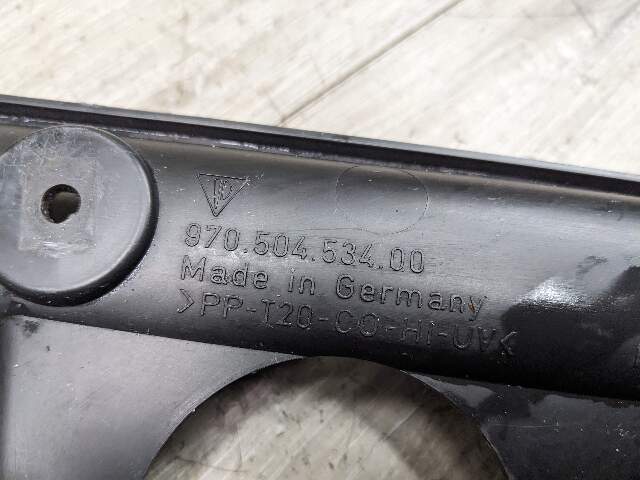 970.504.534.00
Made in Germany
>PP-T20-CO-HI-UV<